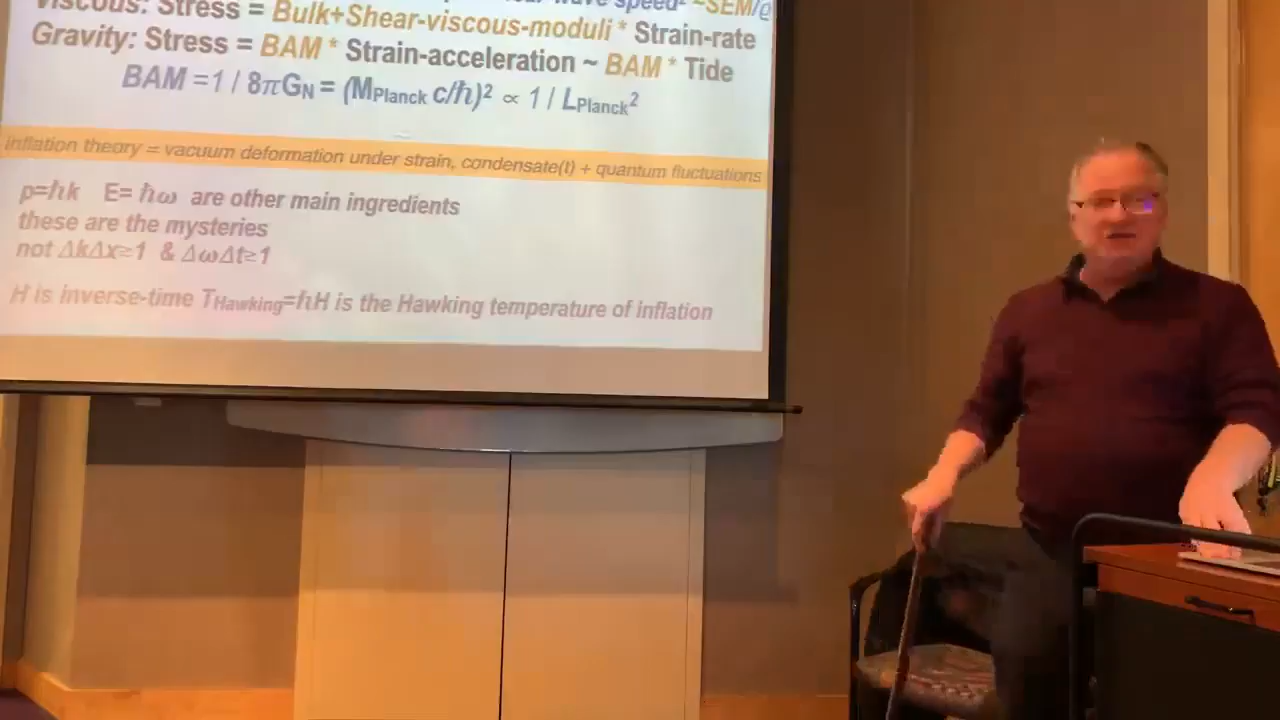 Viscous: Stress = Bulk+Shear-viscous-moduli * Strain-rate
Gravity: Stress = BAM * Strain-acceleration ~ BAM * Tide
BAM =1 / 8πG_N = (M_Planck c/ℏ)² ∝ 1 / L_Planck²
inflation theory = vacuum deformation under strain, condensate(t) + quantum fluctuations
p=ℏk E= ℏω are other main ingredients
these are the mysteries
not ΔkΔx≥1 & ΔωΔt≥1
H is inverse-time T_Hawking=ℏH is the Hawking temperature of inflation